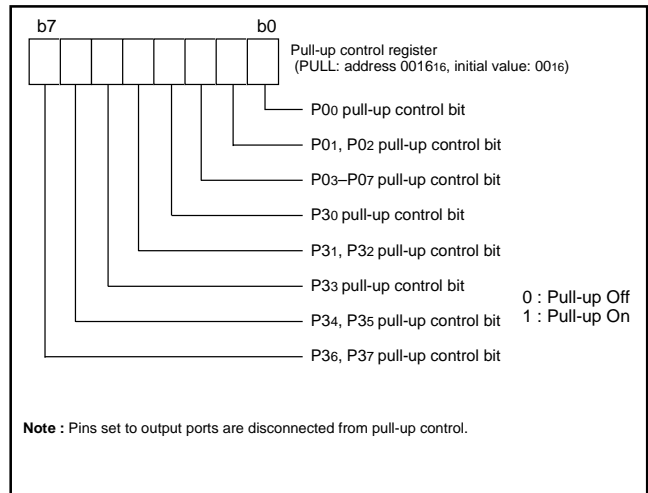 b7 b0
Pull-up control register
(PULL: address 001616, initial value: 0016)
P00 pull-up control bit
P01, P02 pull-up control bit
P03–P07 pull-up control bit
P30 pull-up control bit
P31, P32 pull-up control bit
P33 pull-up control bit
P34, P35 pull-up control bit
P36, P37 pull-up control bit
0 : Pull-up Off
1 : Pull-up On
Note : Pins set to output ports are disconnected from pull-up control.